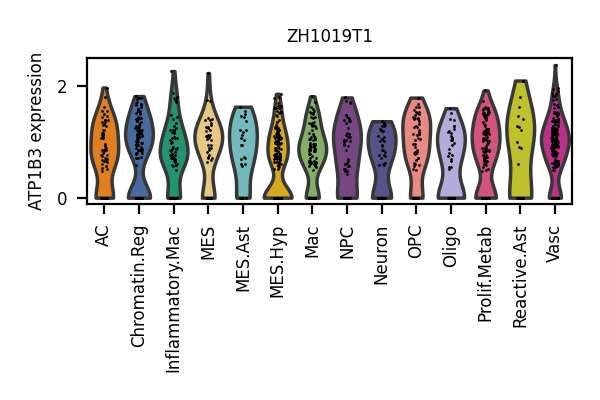 ZH1019T1
ATP1B3 expression
2
0
AC
Chromatin.Reg
Inflammatory.Mac
MES
MES.Ast
MES.Hyp
Mac
NPC
Neuron
OPC
Oligo
Prolif.Metab
Reactive.Ast
Vasc